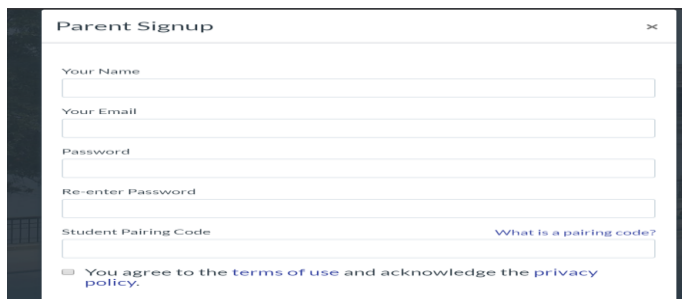 Parent Signup ×
Your Name
Your Email
Password
Re-enter Password
Student Pairing Code What is a pairing code?
You agree to the terms of use and acknowledge the privacy
policy.